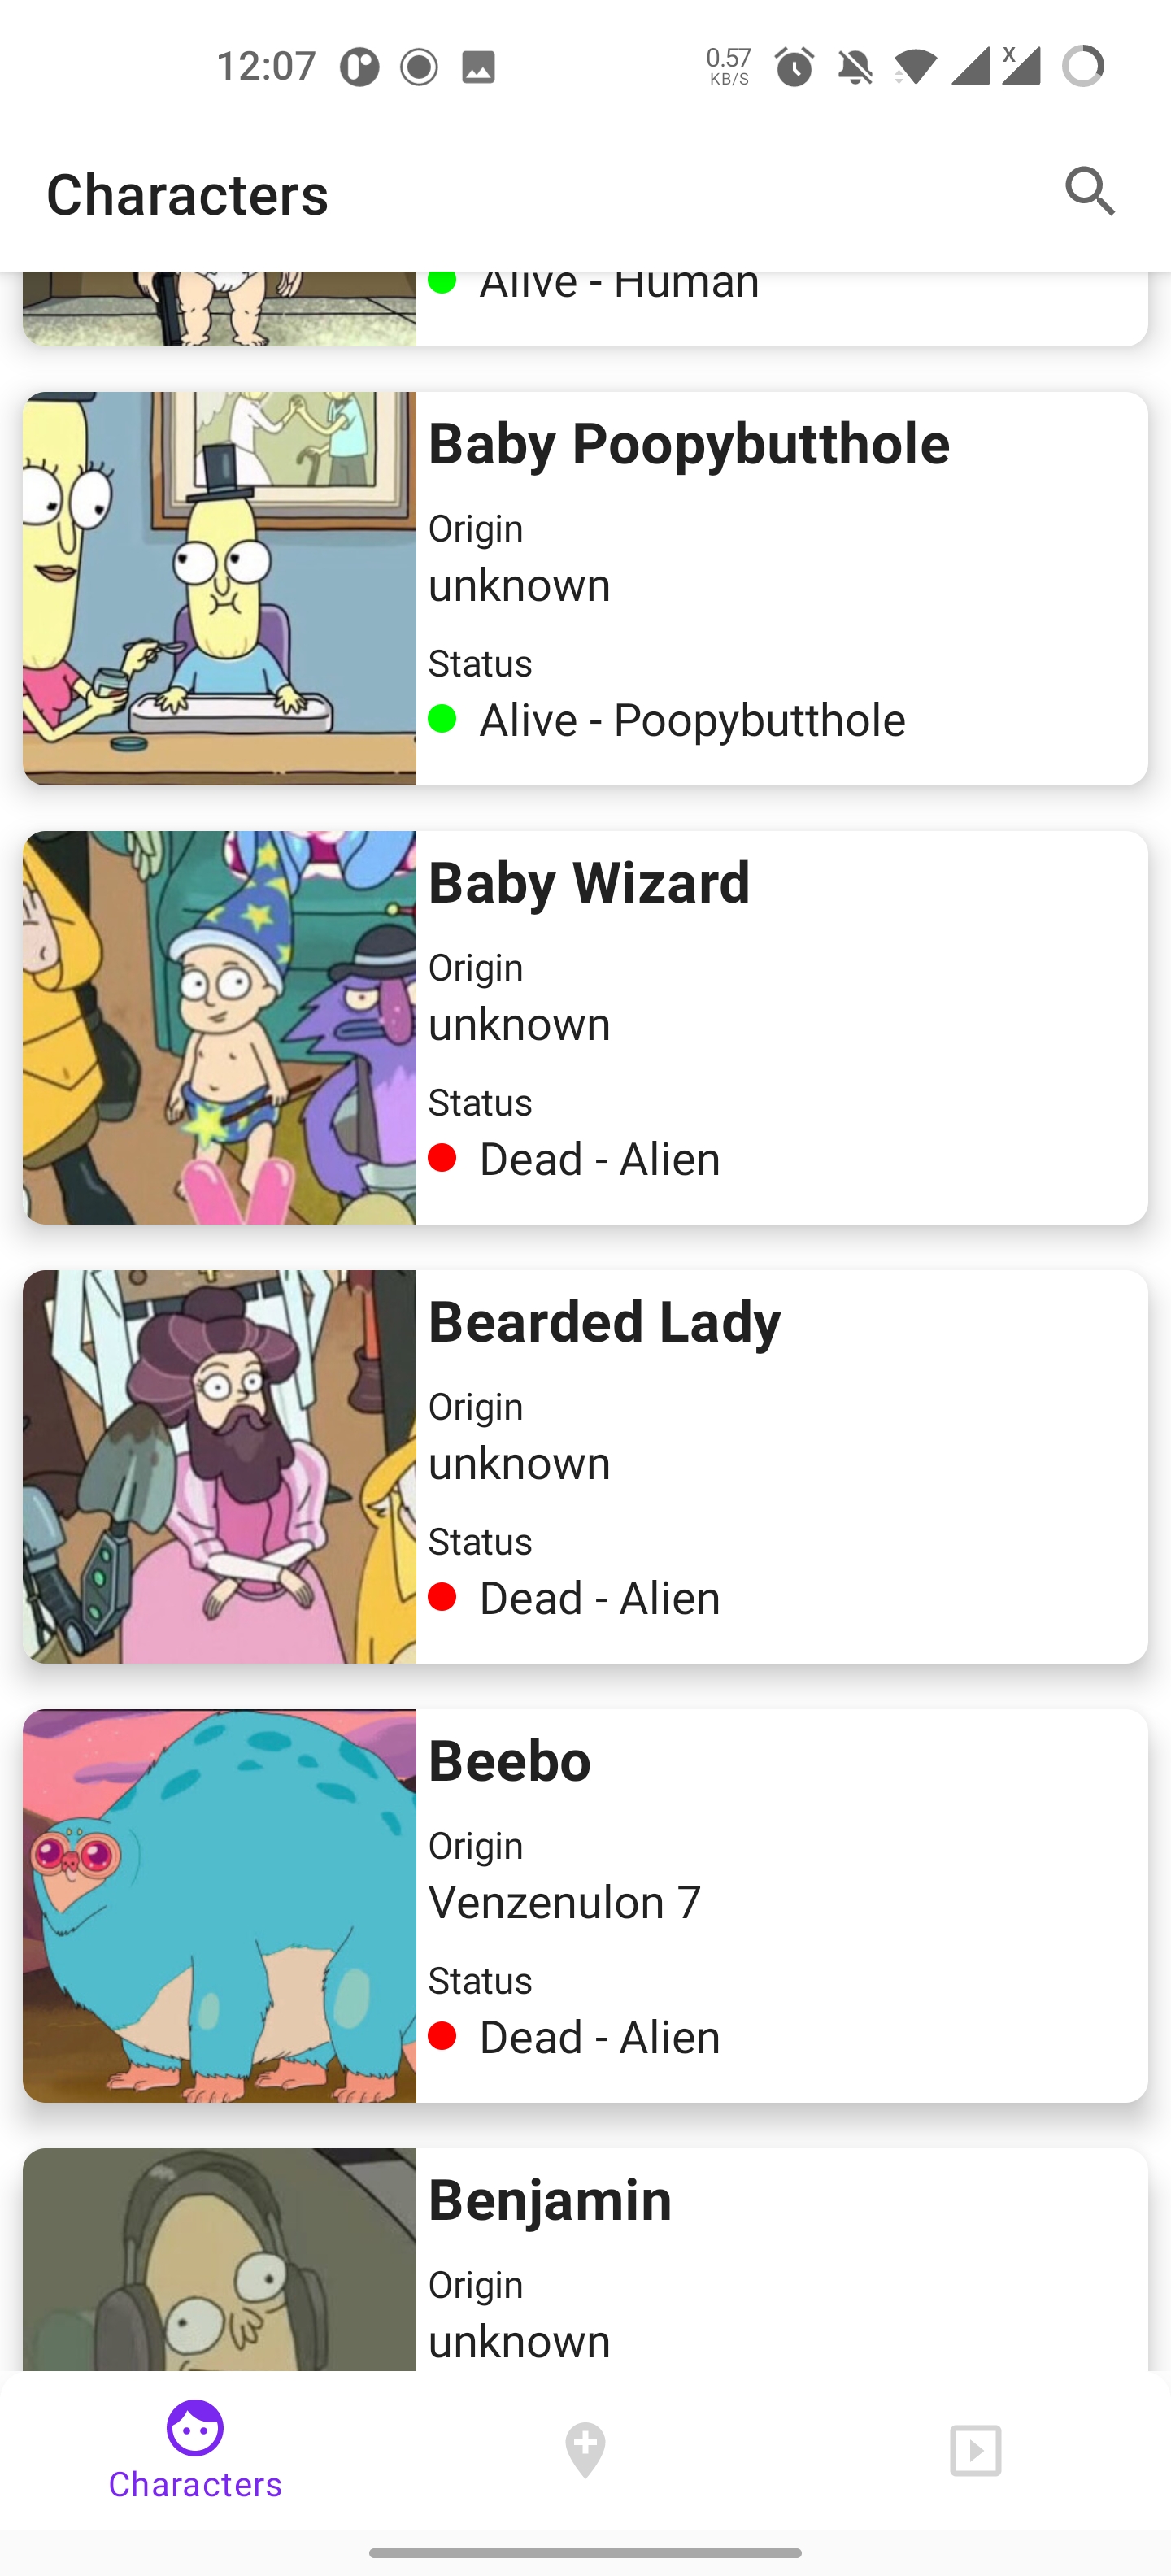 12:07
0.57
KB/S
X
Characters
Alive - Human
Baby Poopybutthole
Origin
unknown
Status
Alive - Poopybutthole
Baby Wizard
Origin
unknown
Status
Dead - Alien
Bearded Lady
Origin
unknown
Status
Dead - Alien
Beebo
Origin
Venzenulon 7
Status
Dead - Alien
Benjamin
Origin
unknown
Characters